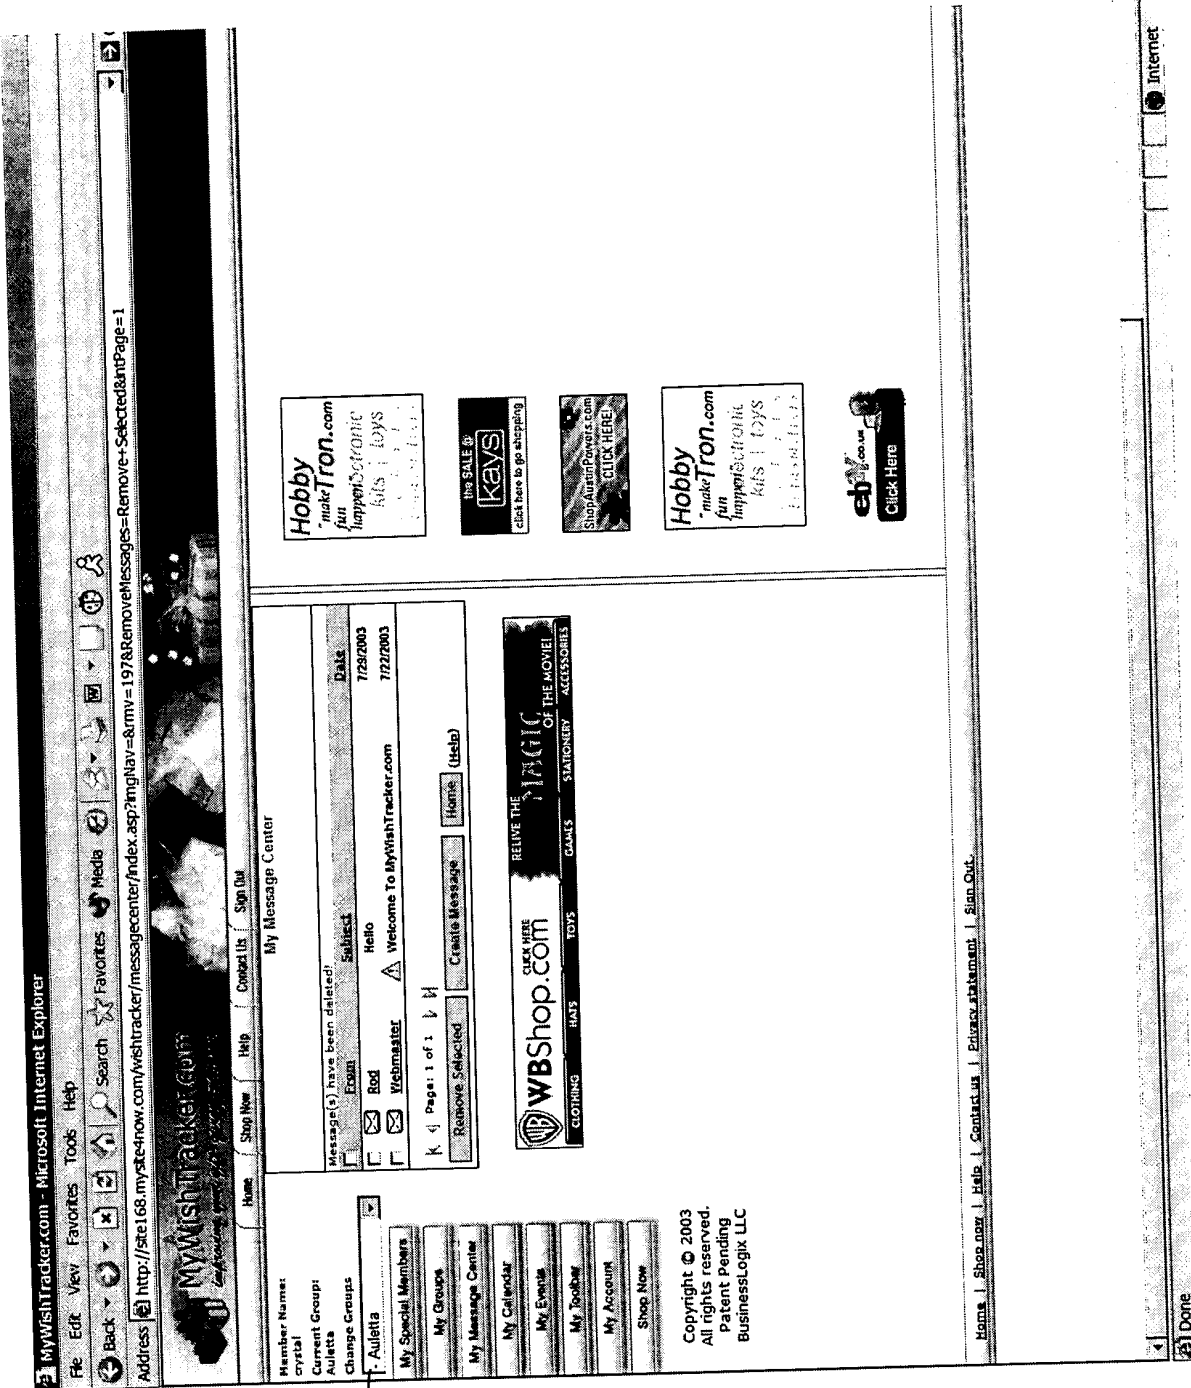 MyWishTracker.com - Microsoft Internet Explorer
File Edit View Favorites Tools Help
Back Search Favorites Media
Address http://site168.mysite4now.com/wishtracker/messagecenter/index.asp?imgNav=&rmv=197&RemoveMessages=Remove+Selected&intPage=1
MyWishTracker.com
Home Shop Now Help Contact Us Sign Out
Member Name:
crystal
Current Group:
Auletta
Change Groups
- Auletta
My Special Members
My Groups
My Message Center
My Calendar
My Events
My Toolbar
My Account
Shop Now
Copyright © 2003
All rights reserved.
Patent Pending
BusinessLogix LLC
My Message Center
Message(s) have been deleted!
From Subject Date
Rod Hello 7/29/2003
Webmaster Welcome To MyWishTracker.com 7/22/2003
Page: 1 of 1
Remove Selected Create Message Home (Help)
WBShop.com CLICK HERE
RELIVE THE MAGIC OF THE MOVIE!
CLOTHING HATS TOYS GAMES STATIONERY ACCESSORIES
Hobby
Tron.com
"make
fun
happen"
electronic
kits | toys
the SALE @
kays
click here to go shopping
ShopAustinPowers.com
CLICK HERE!
Hobby
Tron.com
"make
fun
happen"
electronic
kits | toys
ebY.co.uk
Click Here
Home | Shop now | Help | Contact us | Privacy statement | Sign Out
Done Internet